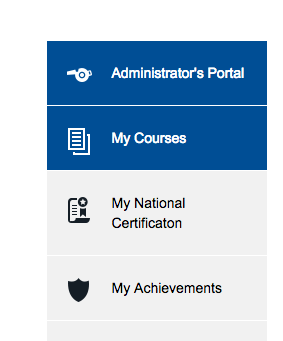 Administrator's Portal
My Courses
My National
Certificaton
My Achievements